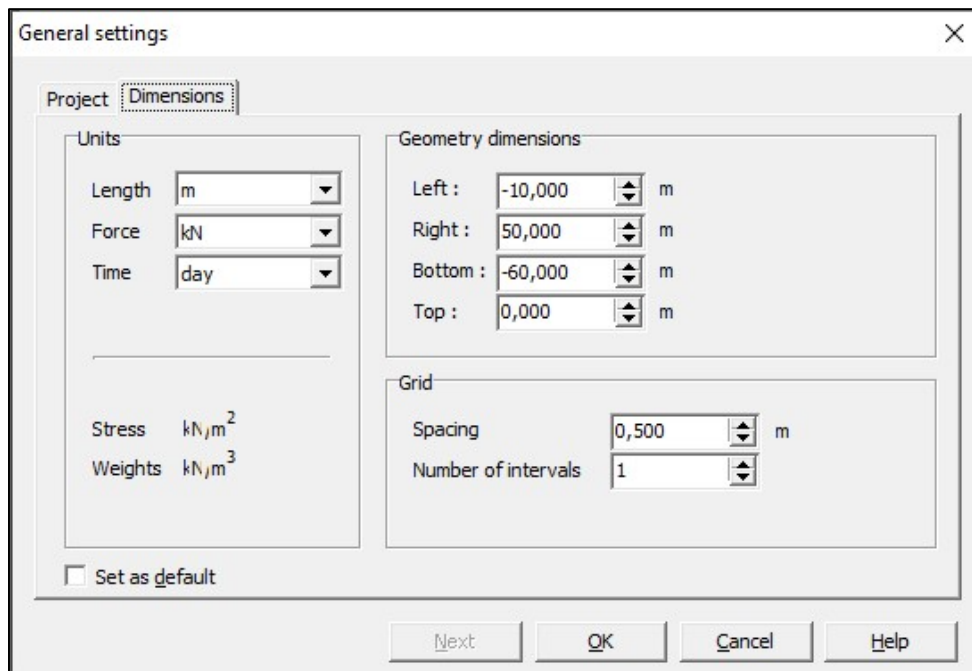 General settings
Project Dimensions
Units
Length m
Force kN
Time day
Stress kN/m²
Weights kN/m³
Geometry dimensions
Left : -10,000 m
Right : 50,000 m
Bottom : -60,000 m
Top : 0,000 m
Grid
Spacing 0,500 m
Number of intervals 1
Set as default
Next OK Cancel Help